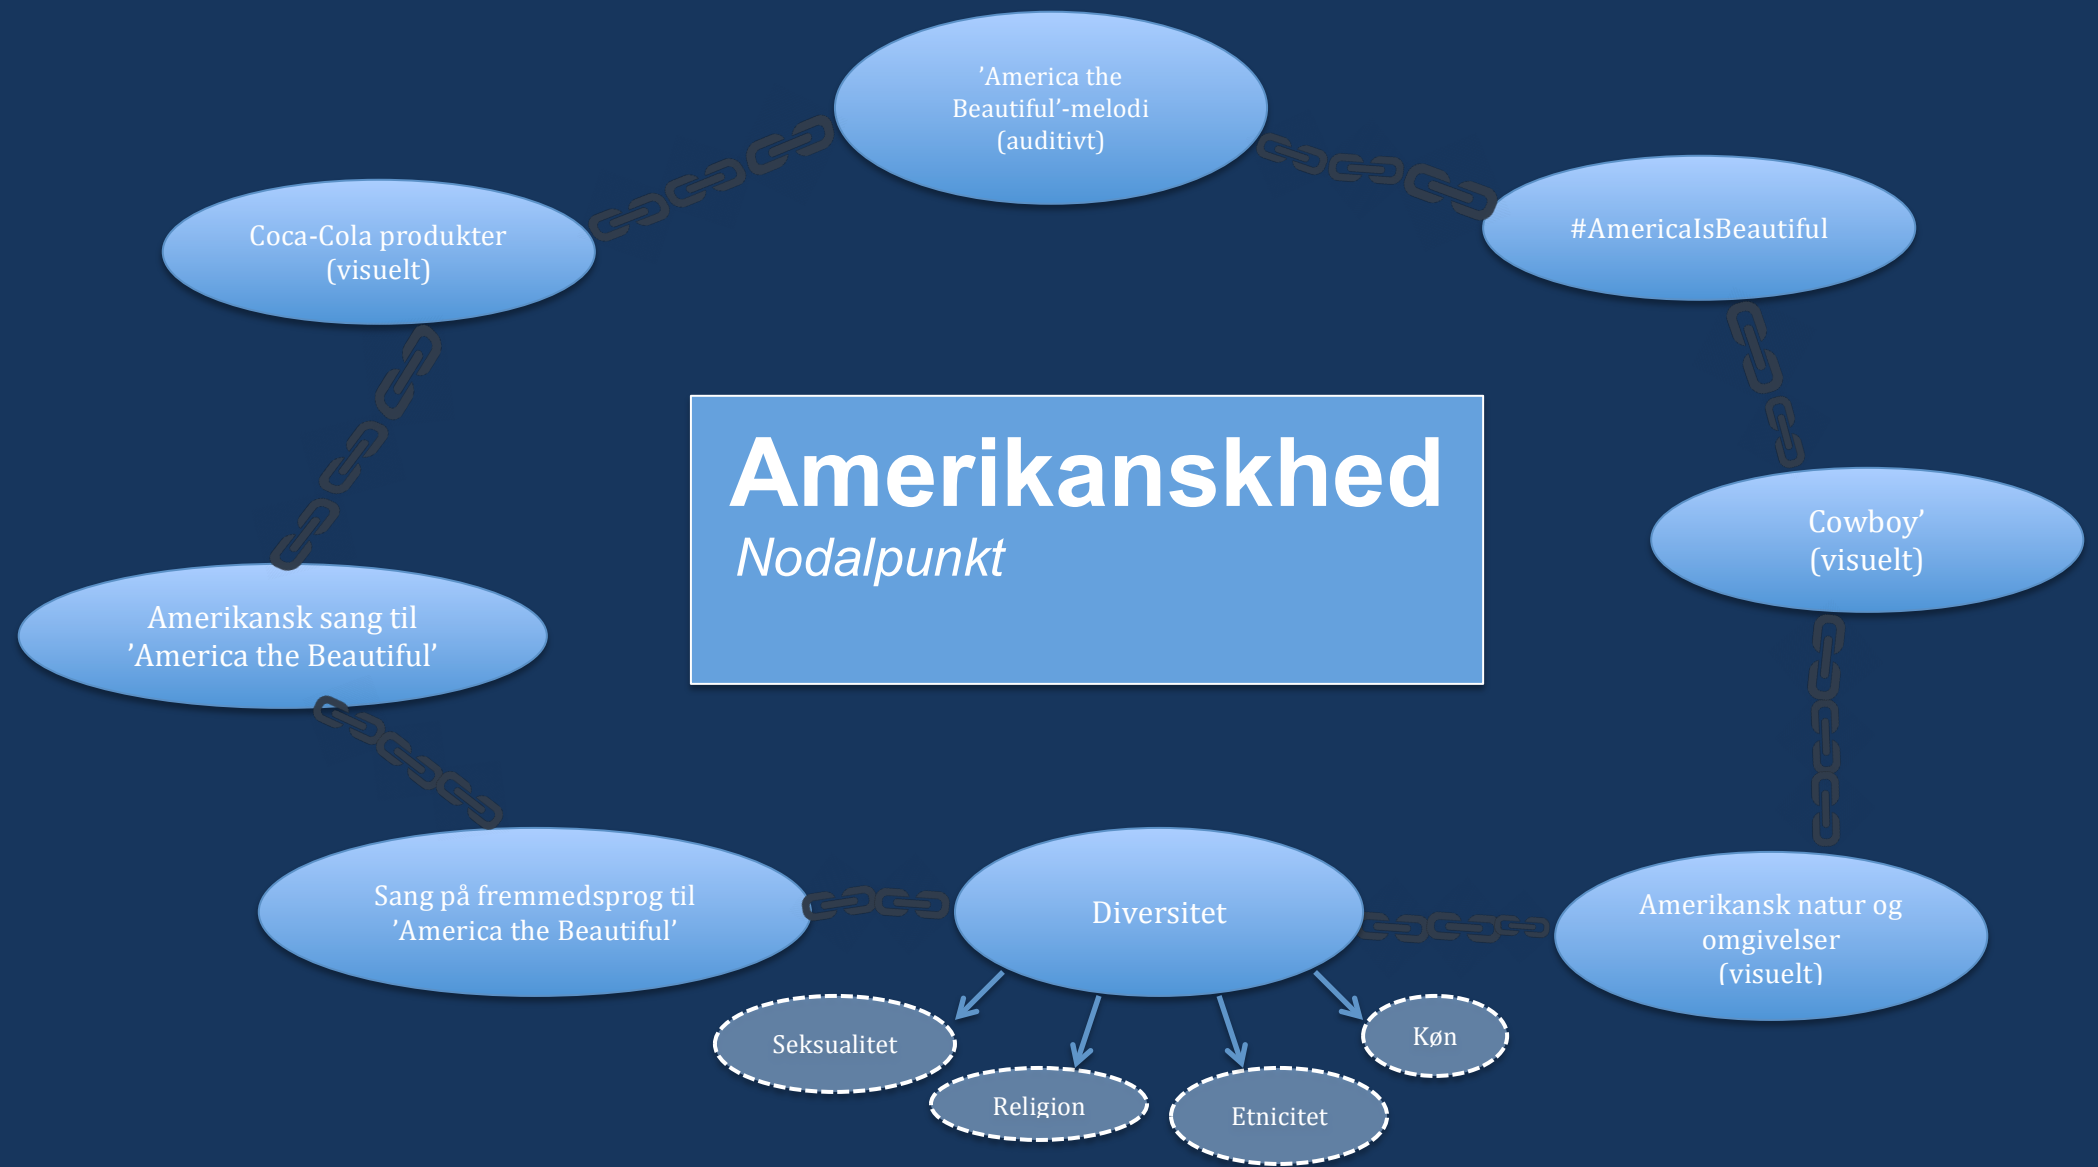 ’America the
Beautiful’-melodi
(auditivt)
Coca-Cola produkter
(visuelt)
#AmericaIsBeautiful
Amerikanskhed
Nodalpunkt
Cowboy’
(visuelt)
Amerikansk sang til
’America the Beautiful’
Sang på fremmedsprog til
’America the Beautiful’
Diversitet
Amerikansk natur og
omgivelser
(visuelt)
Seksualitet
Religion
Etnicitet
Køn